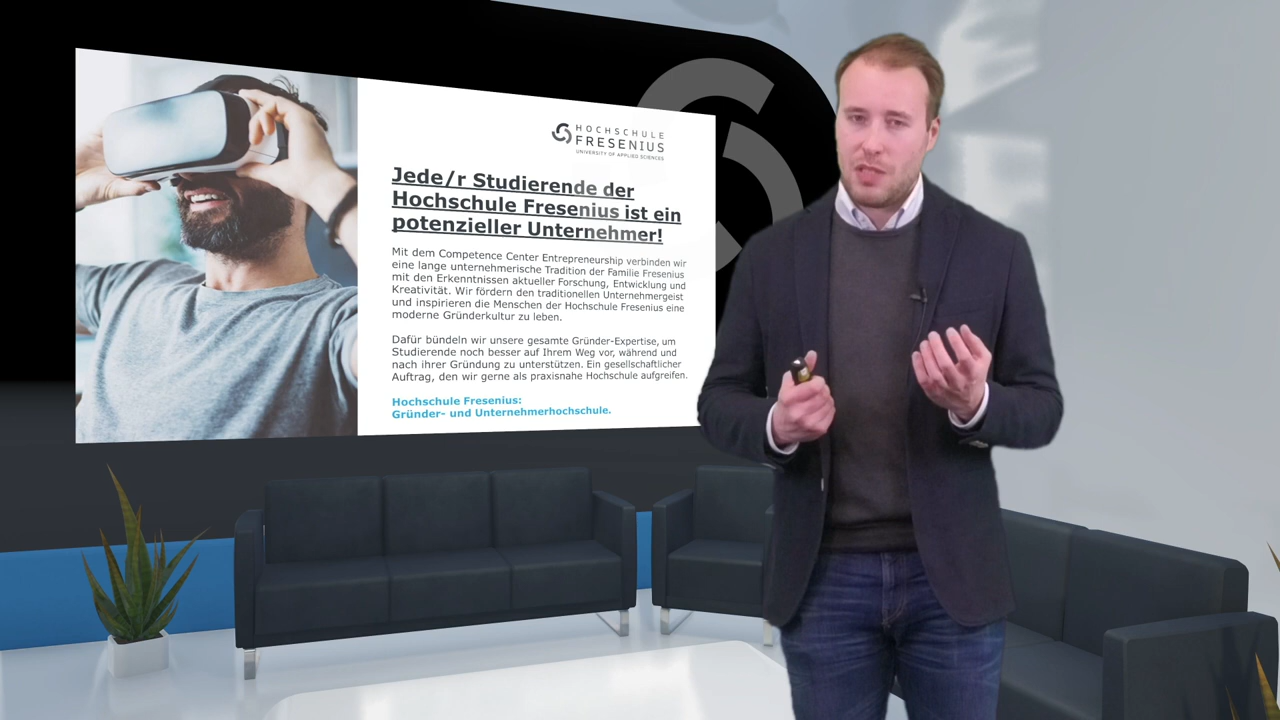 HOCHSCHULE
FRESENIUS
UNIVERSITY OF APPLIED SCIENCES
Jede/r Studierende der
Hochschule Fresenius ist ein
potenzieller Unternehmer!
Mit dem Competence Center Entrepreneurship verbinden wir
eine lange unternehmerische Tradition der Familie Fresenius
mit den Erkenntnissen aktueller Forschung, Entwicklung und
Kreativität. Wir fördern den traditionellen Unternehmergeist
und inspirieren die Menschen der Hochschule Fresenius eine
moderne Gründerkultur zu leben.
Dafür bündeln wir unsere gesamte Gründer-Expertise, um
Studierende noch besser auf Ihrem Weg vor, während und
nach ihrer Gründung zu unterstützen. Ein gesellschaftlicher
Auftrag, den wir gerne als praxisnahe Hochschule aufgreifen.
Hochschule Fresenius:
Gründer- und Unternehmerhochschule.